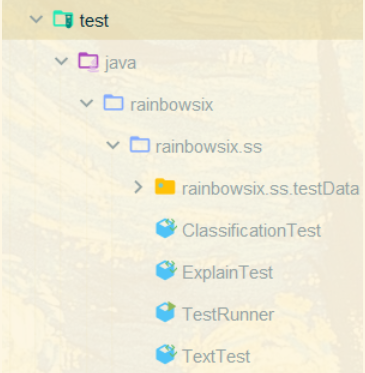 test
java
rainbowsix
rainbowsix.ss
rainbowsix.ss.testData
ClassificationTest
ExplainTest
TestRunner
TextTest